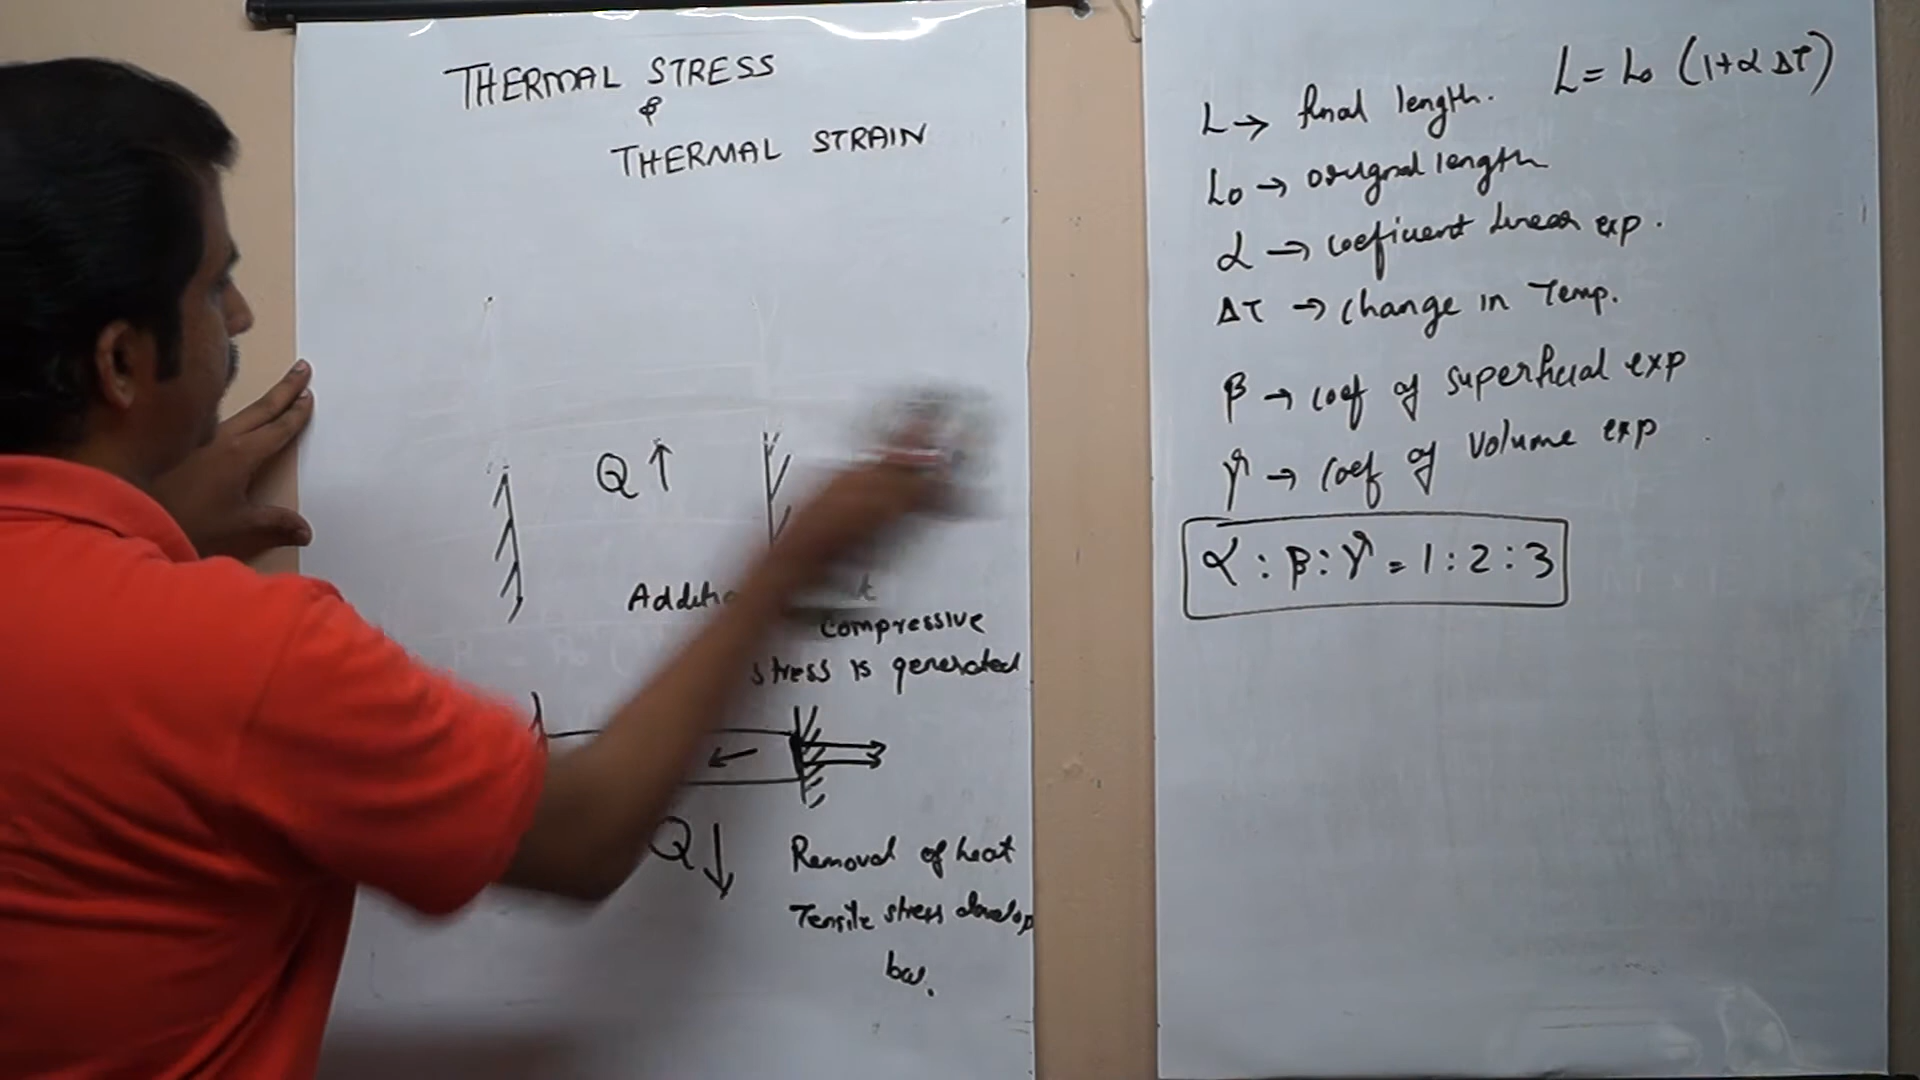 THERMAL STRESS
&
THERMAL STRAIN
Q ↑
compressive
stress is generated
Q ↓
Removal of heat
Tensile stress develop
bar.
L = Lo (1+α ΔT)
L → final length.
Lo → original length
α → coeficient linear exp.
ΔT → change in Temp.
β → coef of superficial exp
γ → coef of volume exp
α : β : γ = 1 : 2 : 3